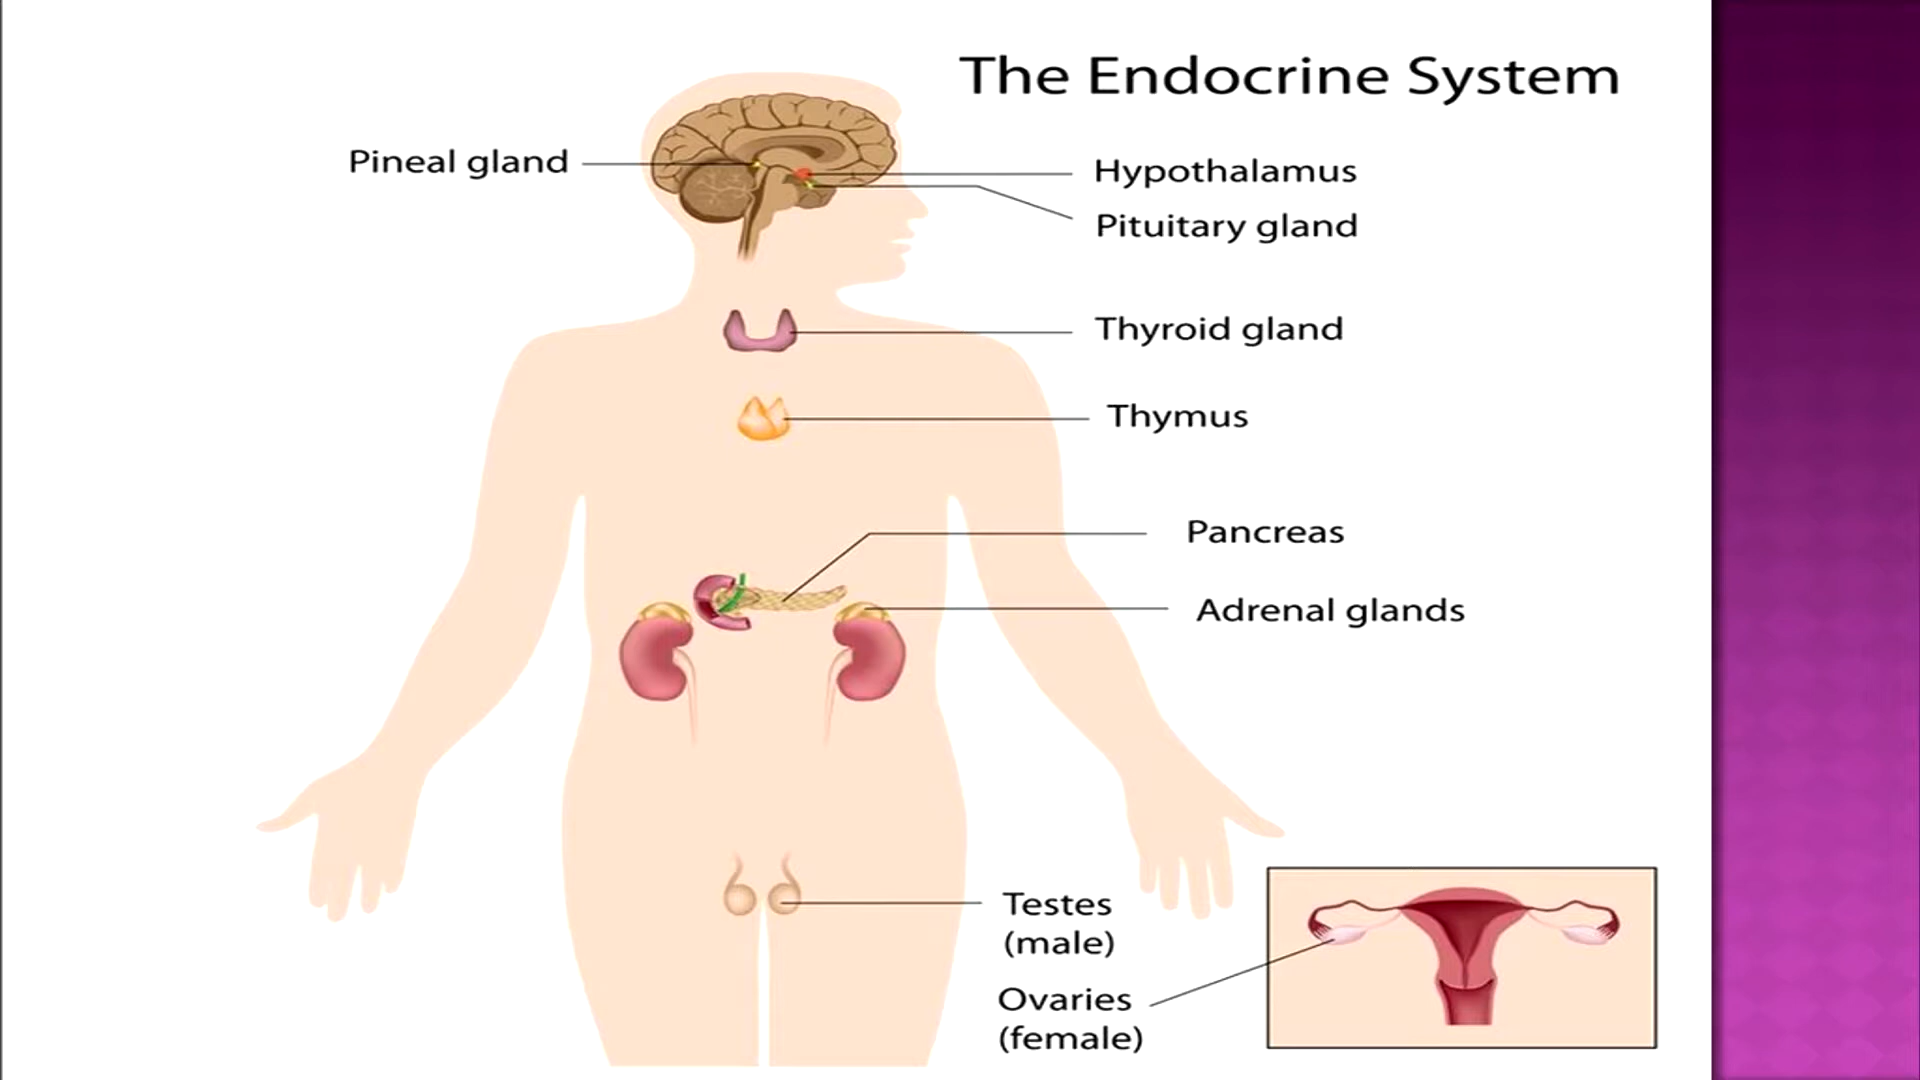 The Endocrine System
Pineal gland
Hypothalamus
Pituitary gland
Thyroid gland
Thymus
Pancreas
Adrenal glands
Testes
(male)
Ovaries
(female)